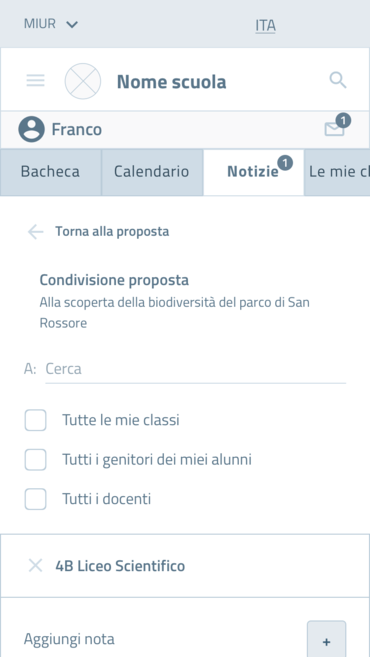 MIUR
ITA
Nome scuola
Franco
1
Bacheca
Calendario
Notizie
1
Le mie cl
Torna alla proposta
Condivisione proposta
Alla scoperta della biodiversità del parco di San
Rossore
A: Cerca
Tutte le mie classi
Tutti i genitori dei miei alunni
Tutti i docenti
4B Liceo Scientifico
Aggiungi nota
+